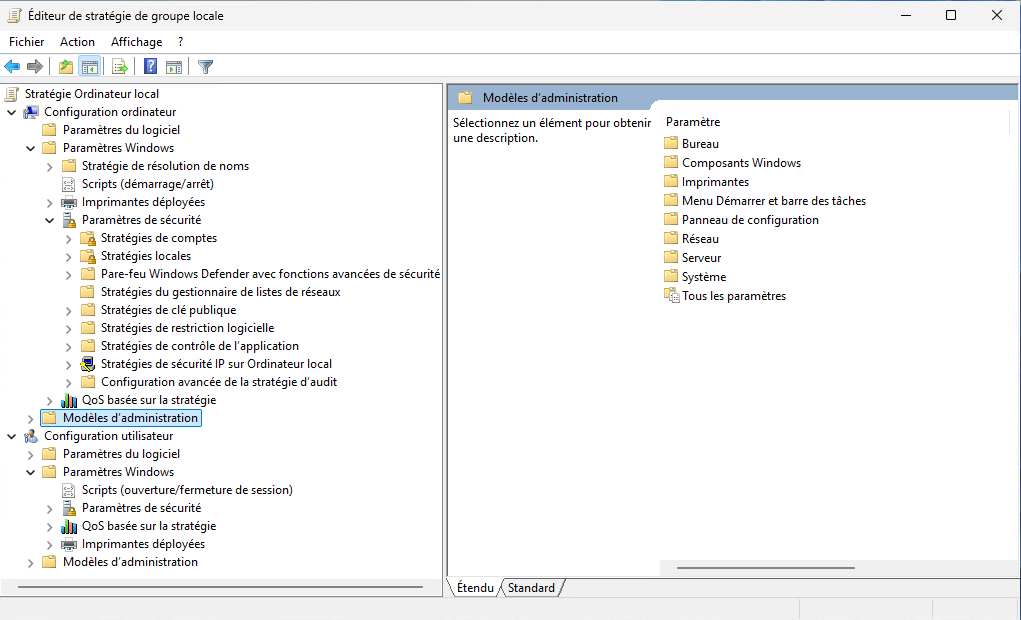 Éditeur de stratégie de groupe locale
Fichier Action Affichage ?
Stratégie Ordinateur local
Configuration ordinateur
Paramètres du logiciel
Paramètres Windows
Stratégie de résolution de noms
Scripts (démarrage/arrêt)
Imprimantes déployées
Paramètres de sécurité
Stratégies de comptes
Stratégies locales
Pare-feu Windows Defender avec fonctions avancées de sécurité
Stratégies du gestionnaire de listes de réseaux
Stratégies de clé publique
Stratégies de restriction logicielle
Stratégies de contrôle de l'application
Stratégies de sécurité IP sur Ordinateur local
Configuration avancée de la stratégie d'audit
QoS basée sur la stratégie
Modèles d'administration
Configuration utilisateur
Paramètres du logiciel
Paramètres Windows
Scripts (ouverture/fermeture de session)
Paramètres de sécurité
QoS basée sur la stratégie
Imprimantes déployées
Modèles d'administration
Modèles d'administration
Sélectionnez un élément pour obtenir
une description.
Paramètre
Bureau
Composants Windows
Imprimantes
Menu Démarrer et barre des tâches
Panneau de configuration
Réseau
Serveur
Système
Tous les paramètres
Étendu Standard